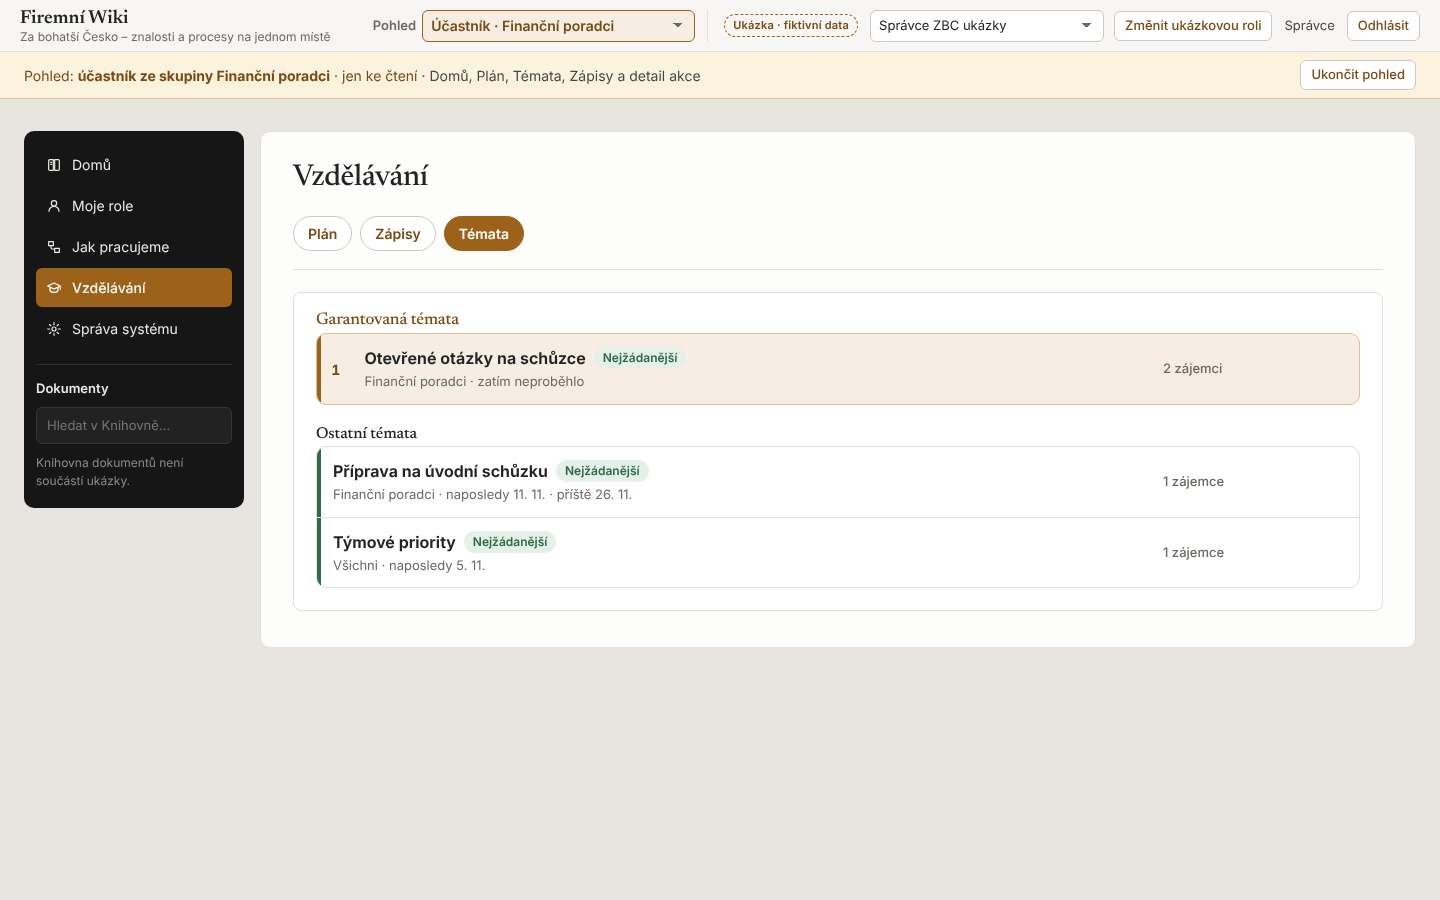 Firemní Wiki
Za bohatší Česko – znalosti a procesy na jednom místě
Pohled
Účastník · Finanční poradci
Ukázka · fiktivní data
Správce ZBC ukázky
Změnit ukázkovou roli
Správce
Odhlásit
Pohled: účastník ze skupiny Finanční poradci · jen ke čtení · Domů, Plán, Témata, Zápisy a detail akce
Ukončit pohled
Domů
Moje role
Jak pracujeme
Vzdělávání
Správa systému
Dokumenty
Hledat v Knihovně...
Knihovna dokumentů není
součástí ukázky.
Vzdělávání
Plán
Zápisy
Témata
Garantovaná témata
1
Otevřené otázky na schůzce
Nejžádanější
Finanční poradci · zatím neproběhlo
2 zájemci
Ostatní témata
Příprava na úvodní schůzku
Nejžádanější
Finanční poradci · naposledy 11. 11. · příště 26. 11.
1 zájemce
Týmové priority
Nejžádanější
Všichni · naposledy 5. 11.
1 zájemce